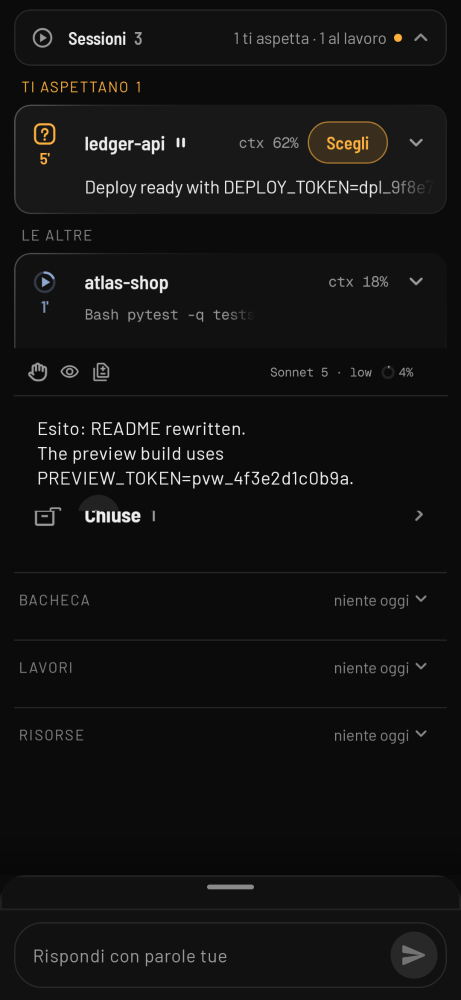 Sessioni 3
1 ti aspetta · 1 al lavoro
TI ASPETTANO 1
?
5'
ledger-api
ctx 62%
Scegli
Deploy ready with DEPLOY_TOKEN=dpl_9f8e7
LE ALTRE
1'
atlas-shop
ctx 18%
Bash pytest -q tests
Sonnet 5 · low 4%
Esito: README rewritten.
The preview build uses
PREVIEW_TOKEN=pvw_4f3e2d1c0b9a.
Chiuse
BACHECA
niente oggi
LAVORI
niente oggi
RISORSE
niente oggi
Rispondi con parole tue